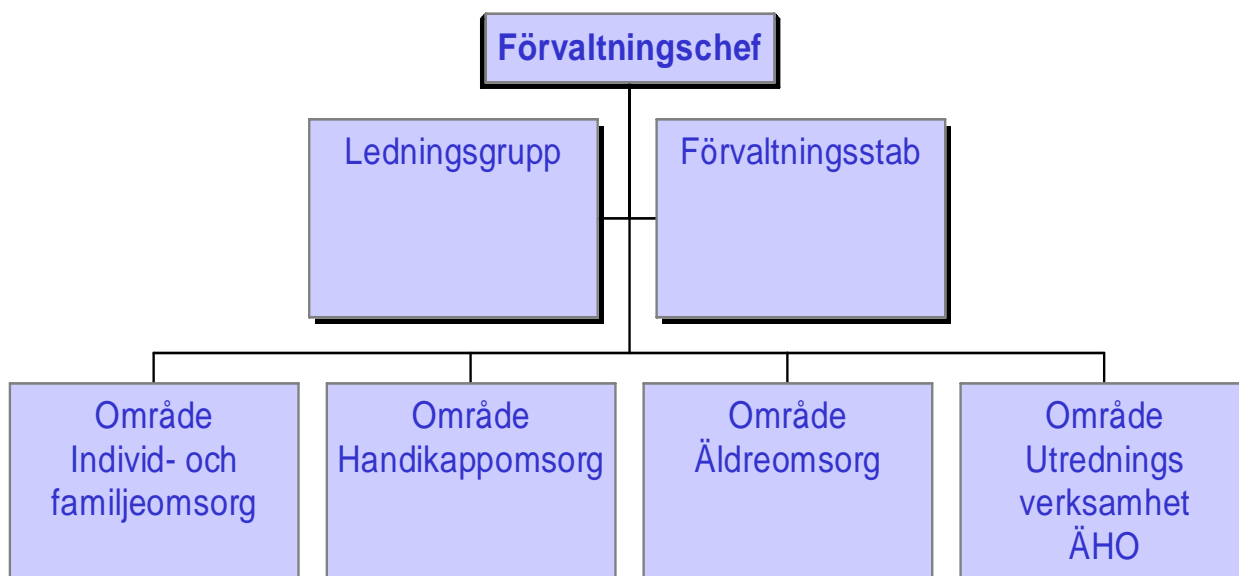 Förvaltningschef
Ledningsgrupp
Förvaltningsstab
Område
Individ- och
familjeomsorg
Område
Handikappomsorg
Område
Äldreomsorg
Område
Utrednings
verksamhet
ÄHO